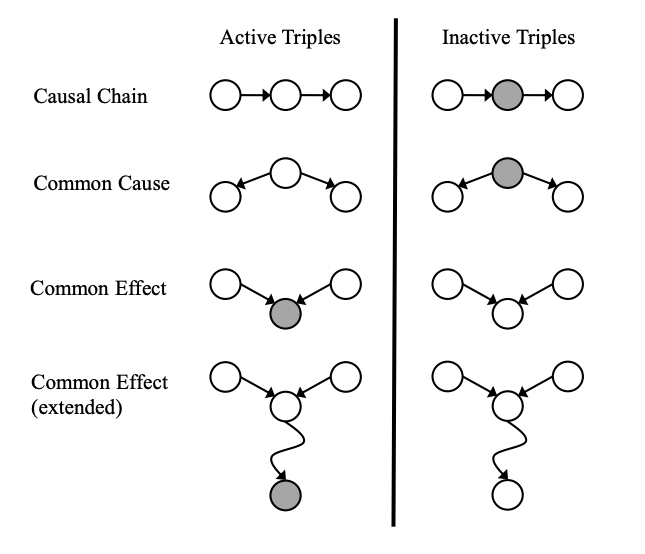 Active Triples
Inactive Triples
Causal Chain
Common Cause
Common Effect
Common Effect
(extended)